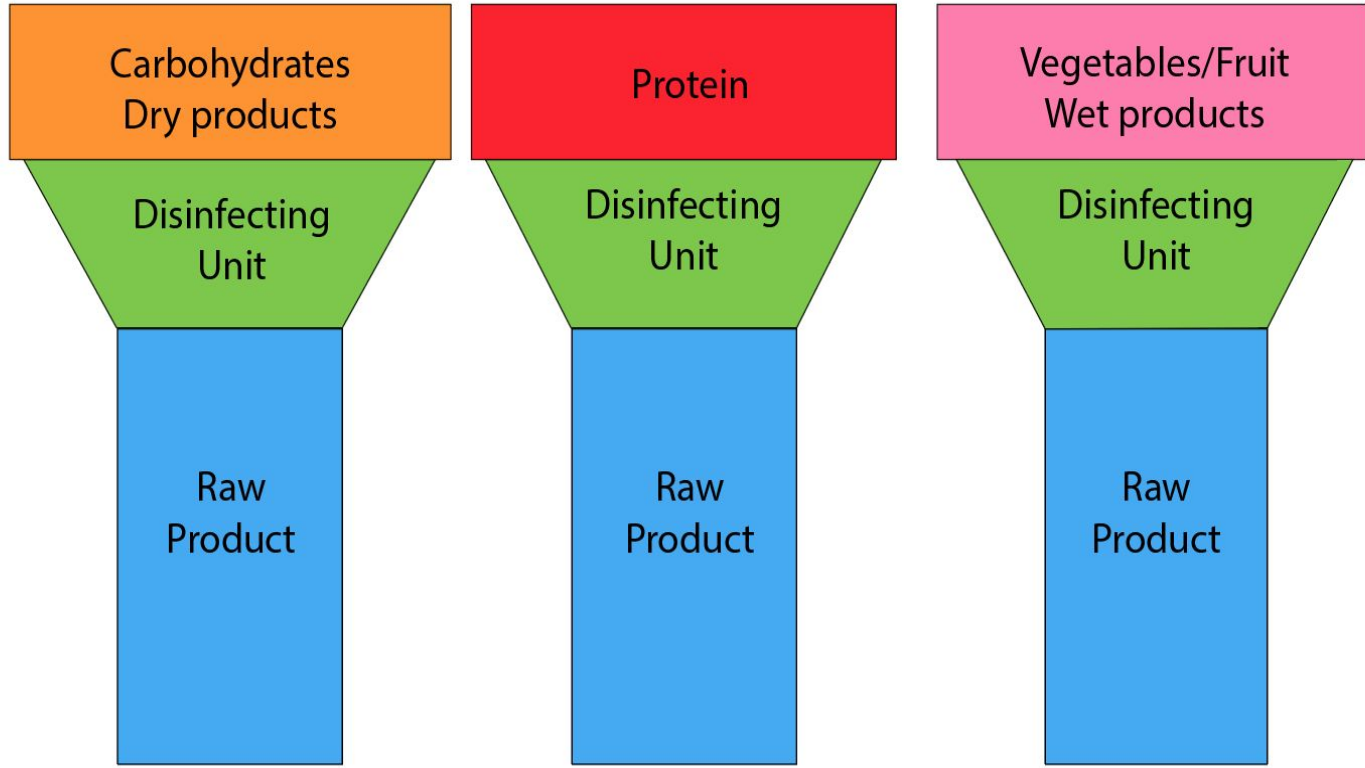 Carbohydrates
Dry products
Protein
Vegetables/Fruit
Wet products
Disinfecting
Unit
Disinfecting
Unit
Disinfecting
Unit
Raw
Product
Raw
Product
Raw
Product